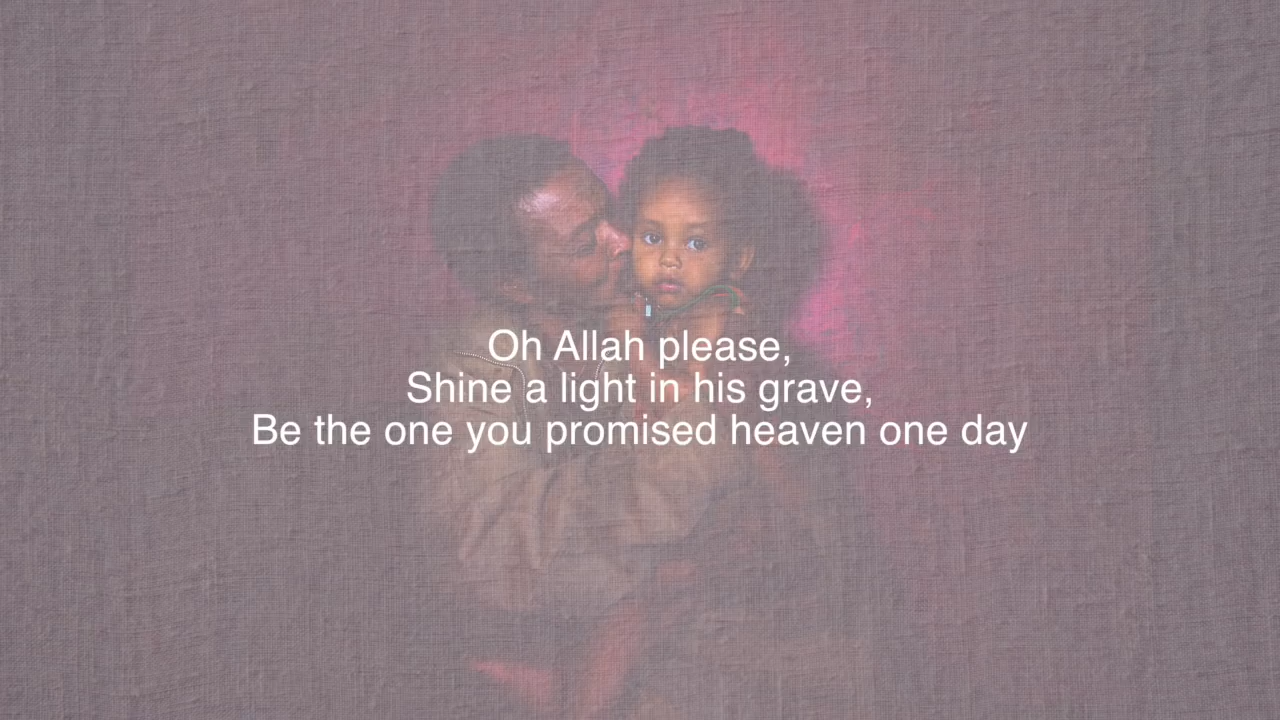 Oh Allah please,
Shine a light in his grave,
Be the one you promised heaven one day